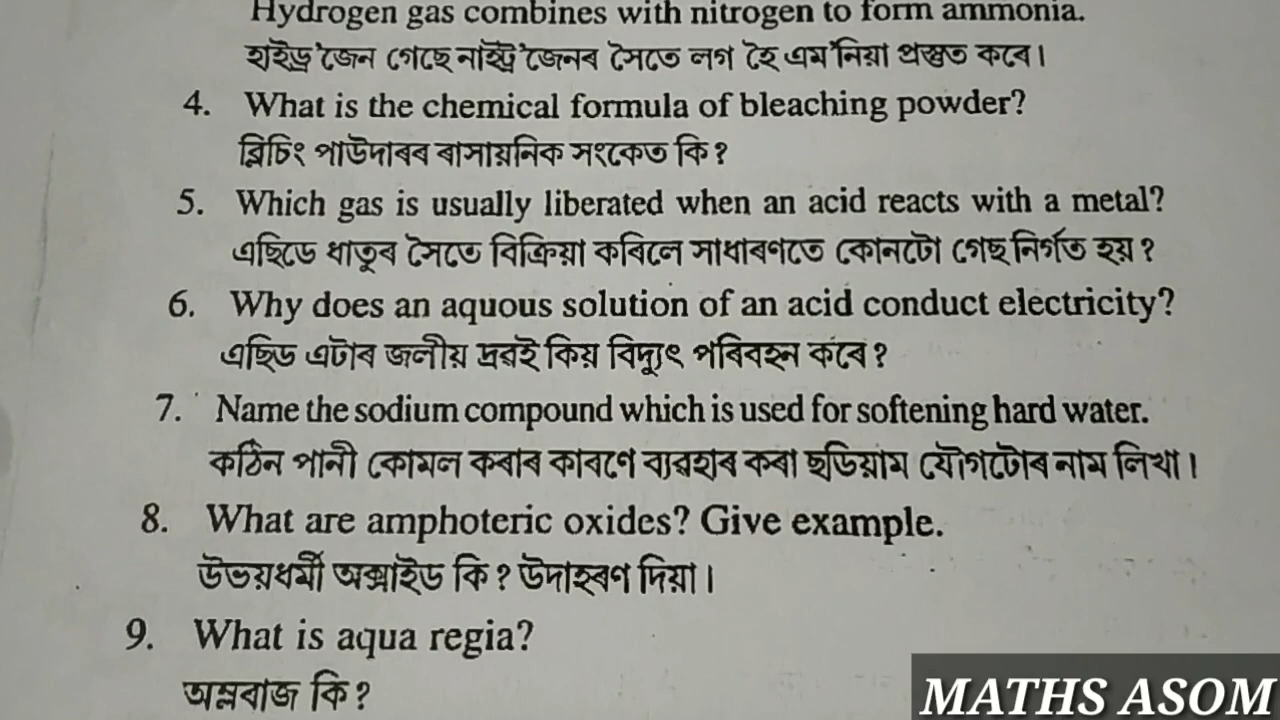 Hydrogen gas combines with nitrogen to form ammonia.
হাইড্ৰ'জেন গেছে নাইট্ৰ'জেনৰ সৈতে লগ হৈ এম'নিয়া প্ৰস্তুত কৰে।
4. What is the chemical formula of bleaching powder?
ব্লিচিং পাউদাৰৰ ৰাসায়নিক সংকেত কি?
5. Which gas is usually liberated when an acid reacts with a metal?
এছিডে ধাতুৰ সৈতে বিক্ৰিয়া কৰিলে সাধাৰণতে কোনটো গেছ নিৰ্গত হয়?
6. Why does an aquous solution of an acid conduct electricity?
এছিড এটাৰ জলীয় দ্ৰৱই কিয় বিদ্যুৎ পৰিবহন কৰে?
7. Name the sodium compound which is used for softening hard water.
কঠিন পানী কোমল কৰাৰ কাৰণে ব্যৱহাৰ কৰা ছডিয়াম যৌগটোৰ নাম লিখা।
8. What are amphoteric oxides? Give example.
উভয়ধৰ্মী অক্সাইড কি? উদাহৰণ দিয়া।
9. What is aqua regia?
অম্লৰাজ কি?
MATHS ASOM